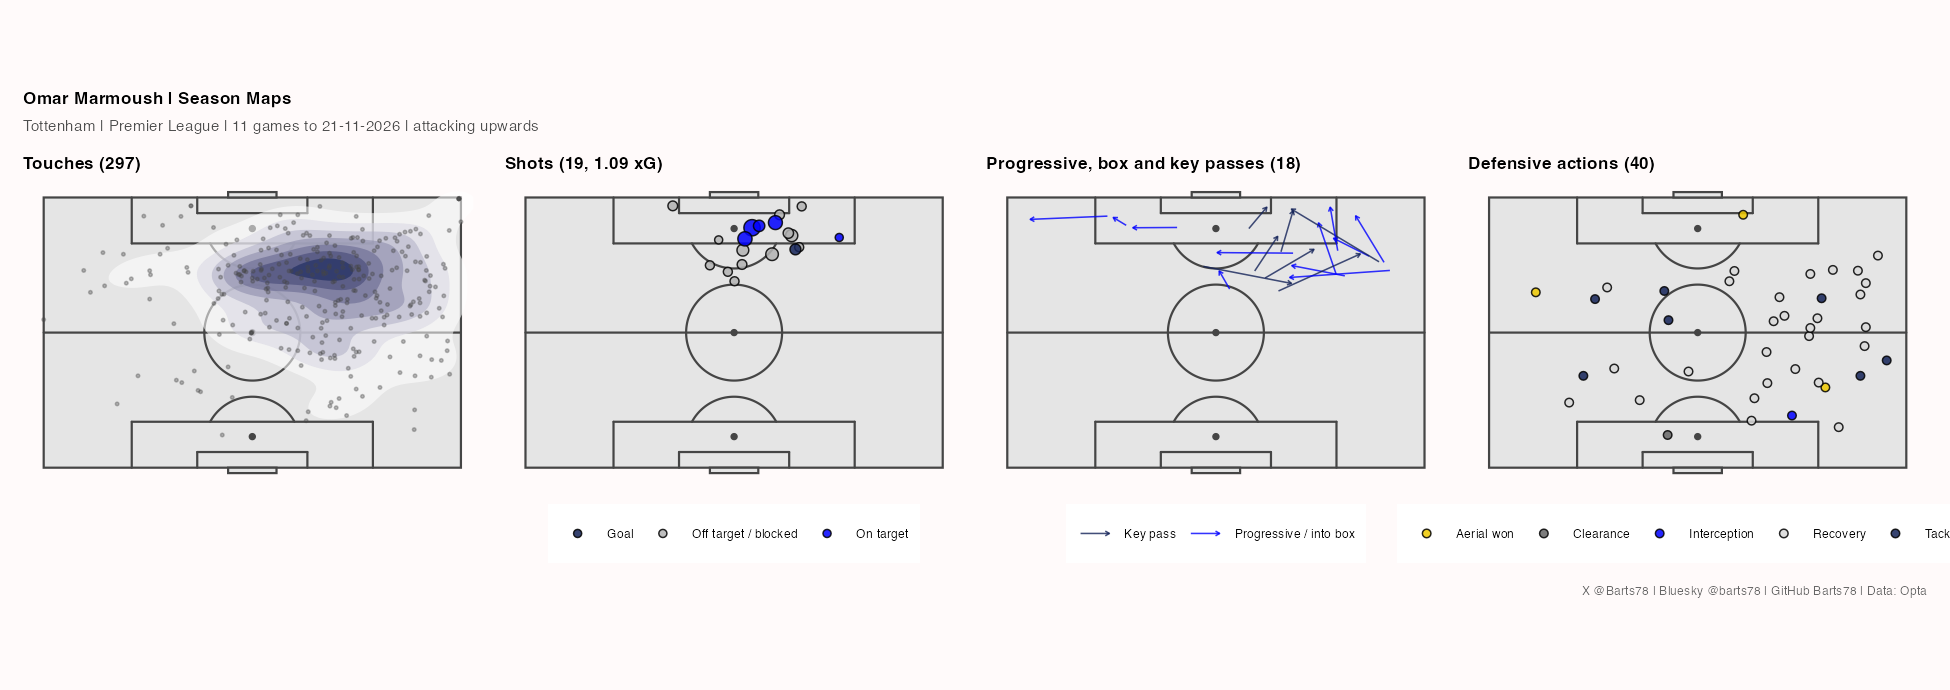 Omar Marmoush | Season Maps
Tottenham | Premier League | 11 games to 21-11-2026 | attacking upwards
Touches (297)
Shots (19, 1.09 xG)
Progressive, box and key passes (18)
Defensive actions (40)
Goal
Off target / blocked
On target
Key pass
Progressive / into box
Aerial won
Clearance
Interception
Recovery
Tack
X @Barts78 | Bluesky @barts78 | GitHub Barts78 | Data: Opta